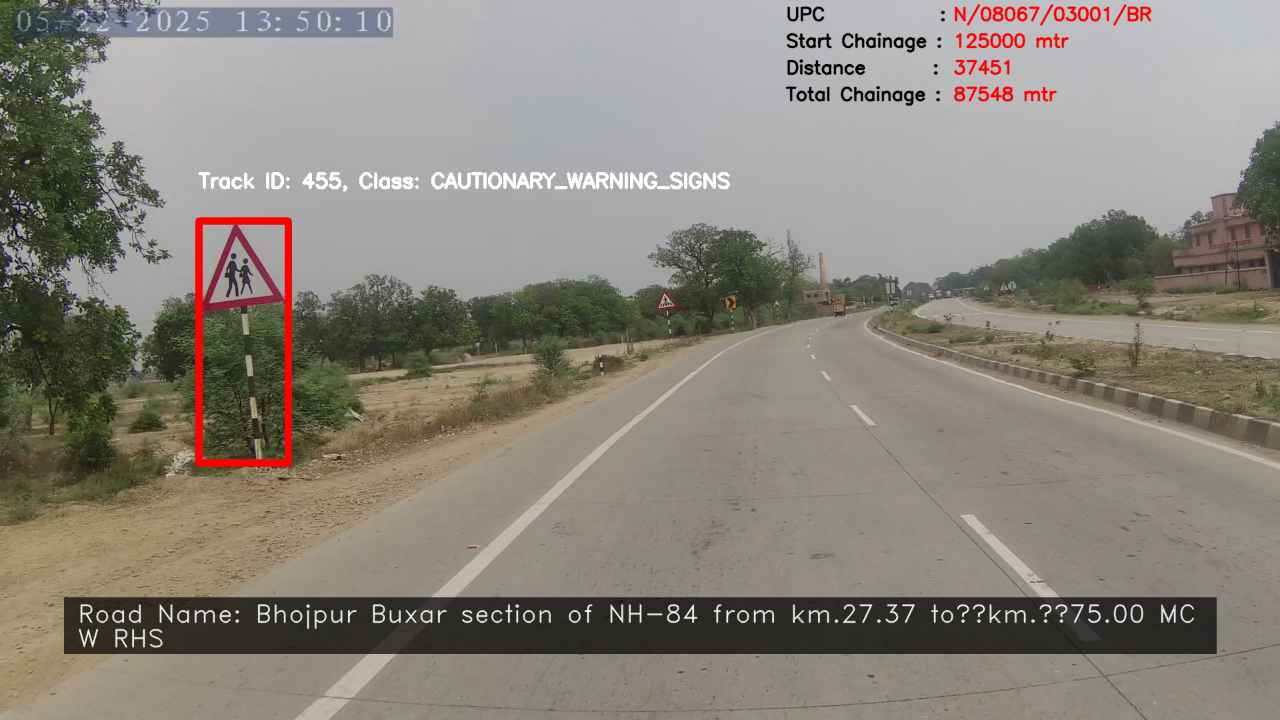 05-22-2025 13:50:10
UPC : N/08067/03001/BR
Start Chainage : 125000 mtr
Distance : 37451
Total Chainage : 87548 mtr
Track ID: 455, Class: CAUTIONARY_WARNING_SIGNS
Road Name: Bhojpur Buxar section of NH-84 from km.27.37 to??km.??75.00 MC
W RHS